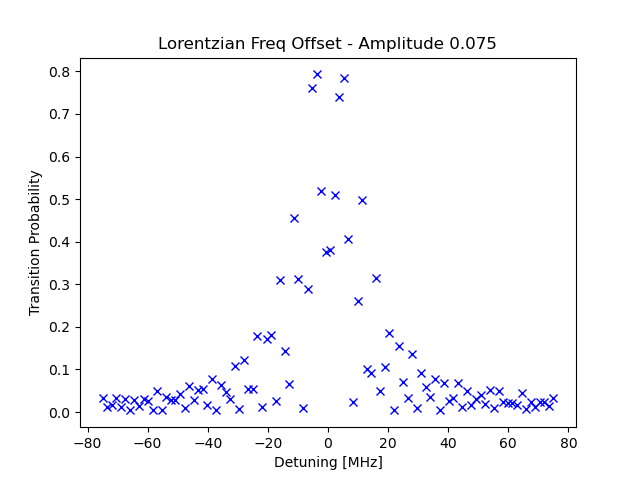 Lorentzian Freq Offset - Amplitude 0.075
Transition Probability
0.8
0.7
0.6
0.5
0.4
0.3
0.2
0.1
0.0
−80 −60 −40 −20 0 20 40 60 80
Detuning [MHz]